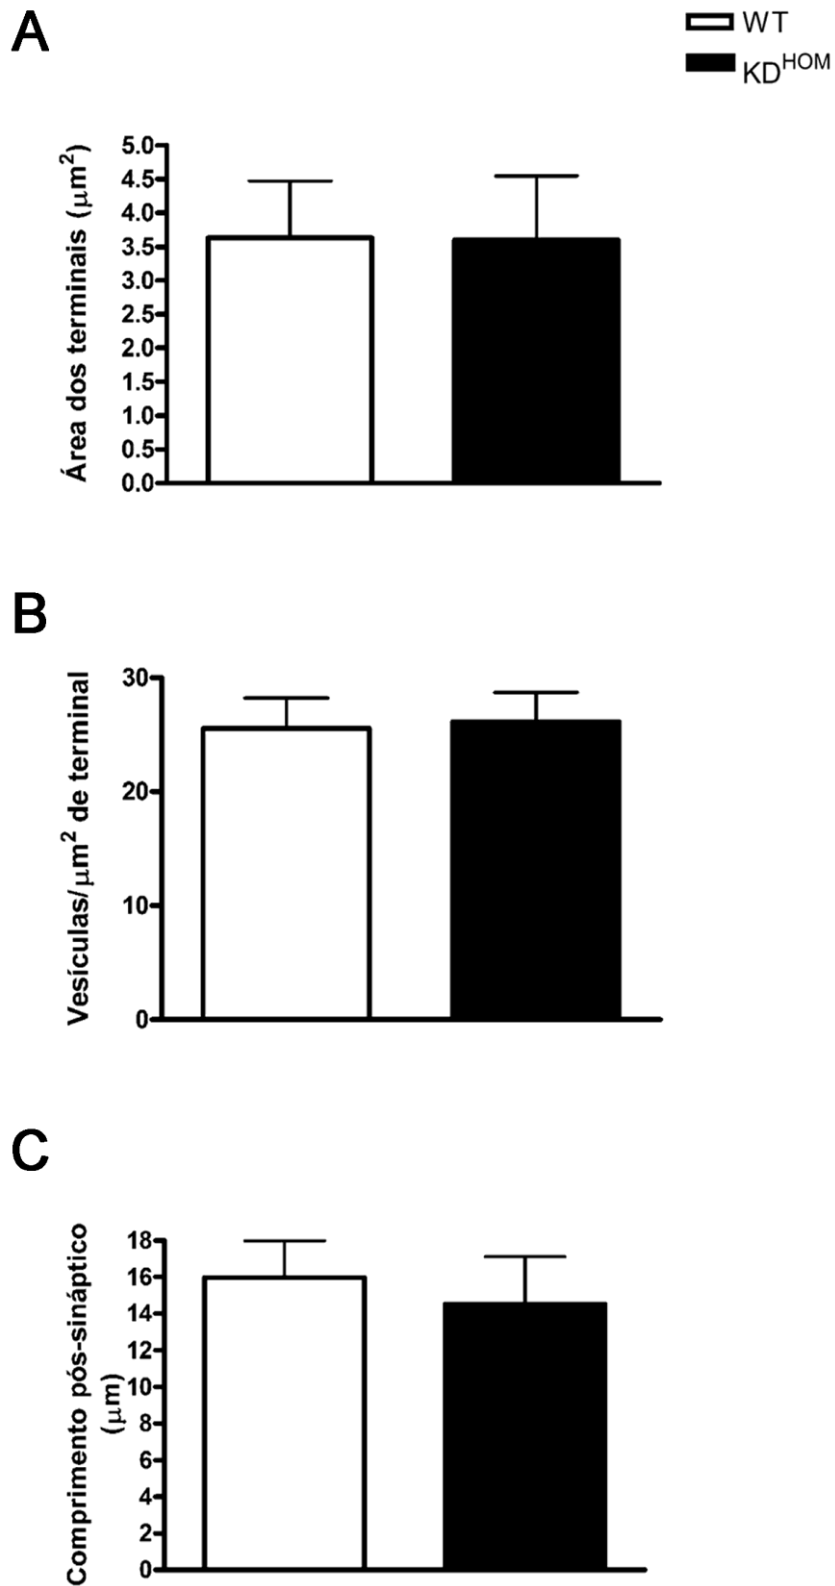 A
WT
KDHOM
Área dos terminais (μm2)
5.0
4.5
4.0
3.5
3.0
2.5
2.0
1.5
1.0
0.5
0.0
B
Vesículas/μm2 de terminal
30
20
10
0
C
Comprimento pós-sináptico
(μm)
18
16
14
12
10
8
6
4
2
0